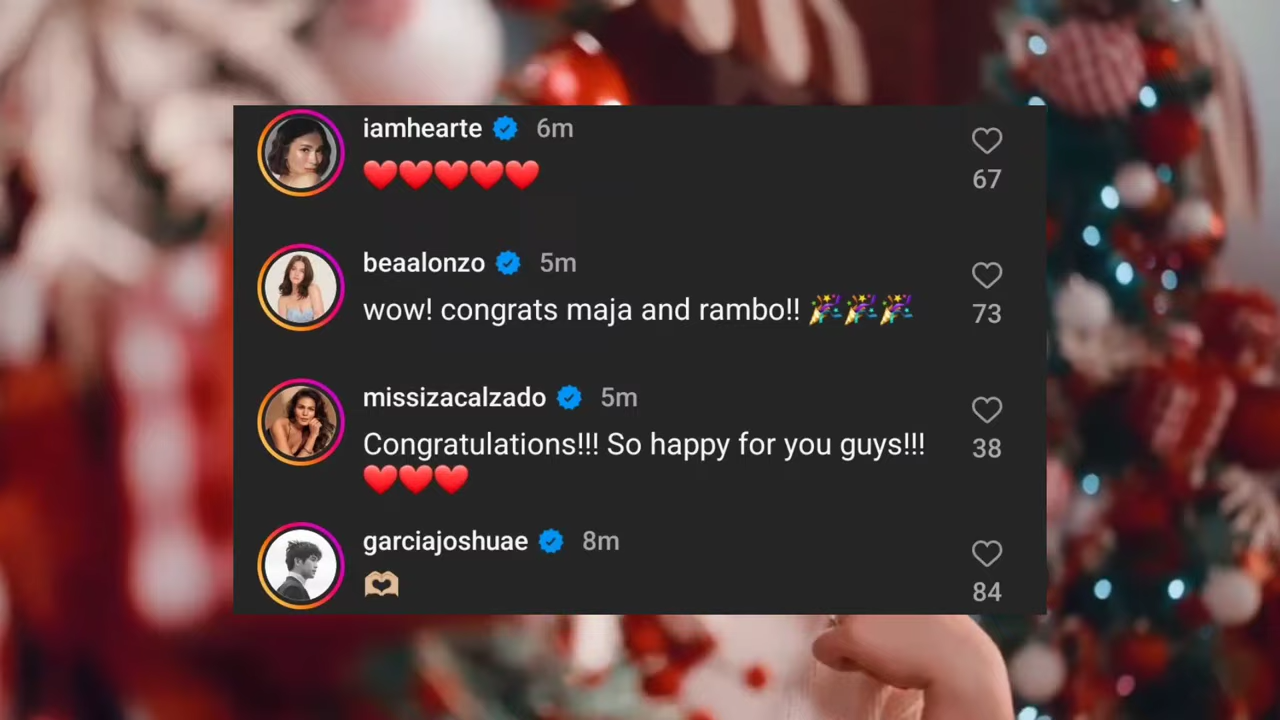 iamhearte 6m
❤️❤️❤️❤️❤️
67
beaalonzo 5m
wow! congrats maja and rambo!! 🎉🎉🎉
73
missizacalzado 5m
Congratulations!!! So happy for you guys!!!
❤️❤️❤️
38
garciajoshuae 8m
🫶🏼
84